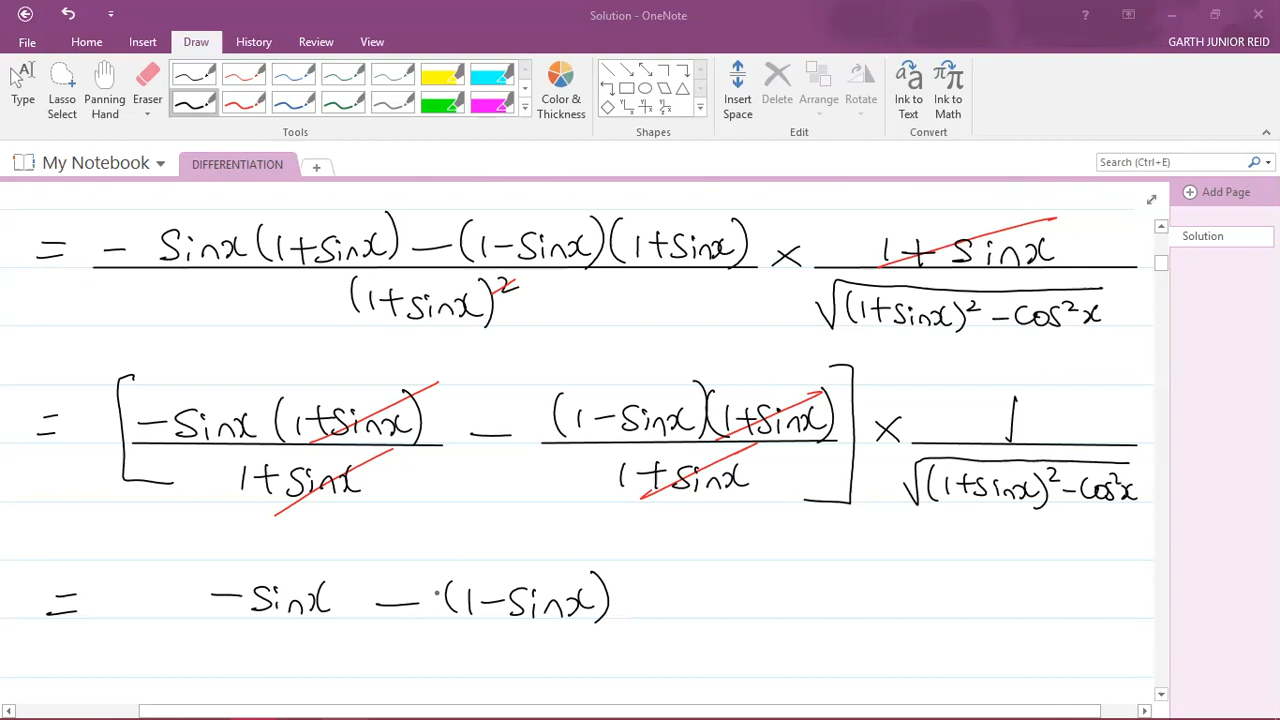 Solution - OneNote
GARTH JUNIOR REID
File Home Insert Draw History Review View
Type
Lasso Select
Panning Hand
Eraser
Color & Thickness
Insert Space
Delete
Arrange
Rotate
Ink to Text
Ink to Math
Tools
Shapes
Edit
Convert
My Notebook
DIFFERENTIATION
Search (Ctrl+E)
Add Page
Solution
= - Sinx(1+Sinx) - (1-Sinx)(1+Sinx) / (1+Sinx)² × 1+Sinx / √(1+Sinx)² - Cos²x
= [ -Sinx (1+Sinx) / 1+Sinx - (1-Sinx)(1+Sinx) / 1+Sinx ] × 1 / √(1+Sinx)² - Cos²x
= -Sinx - (1-Sinx)